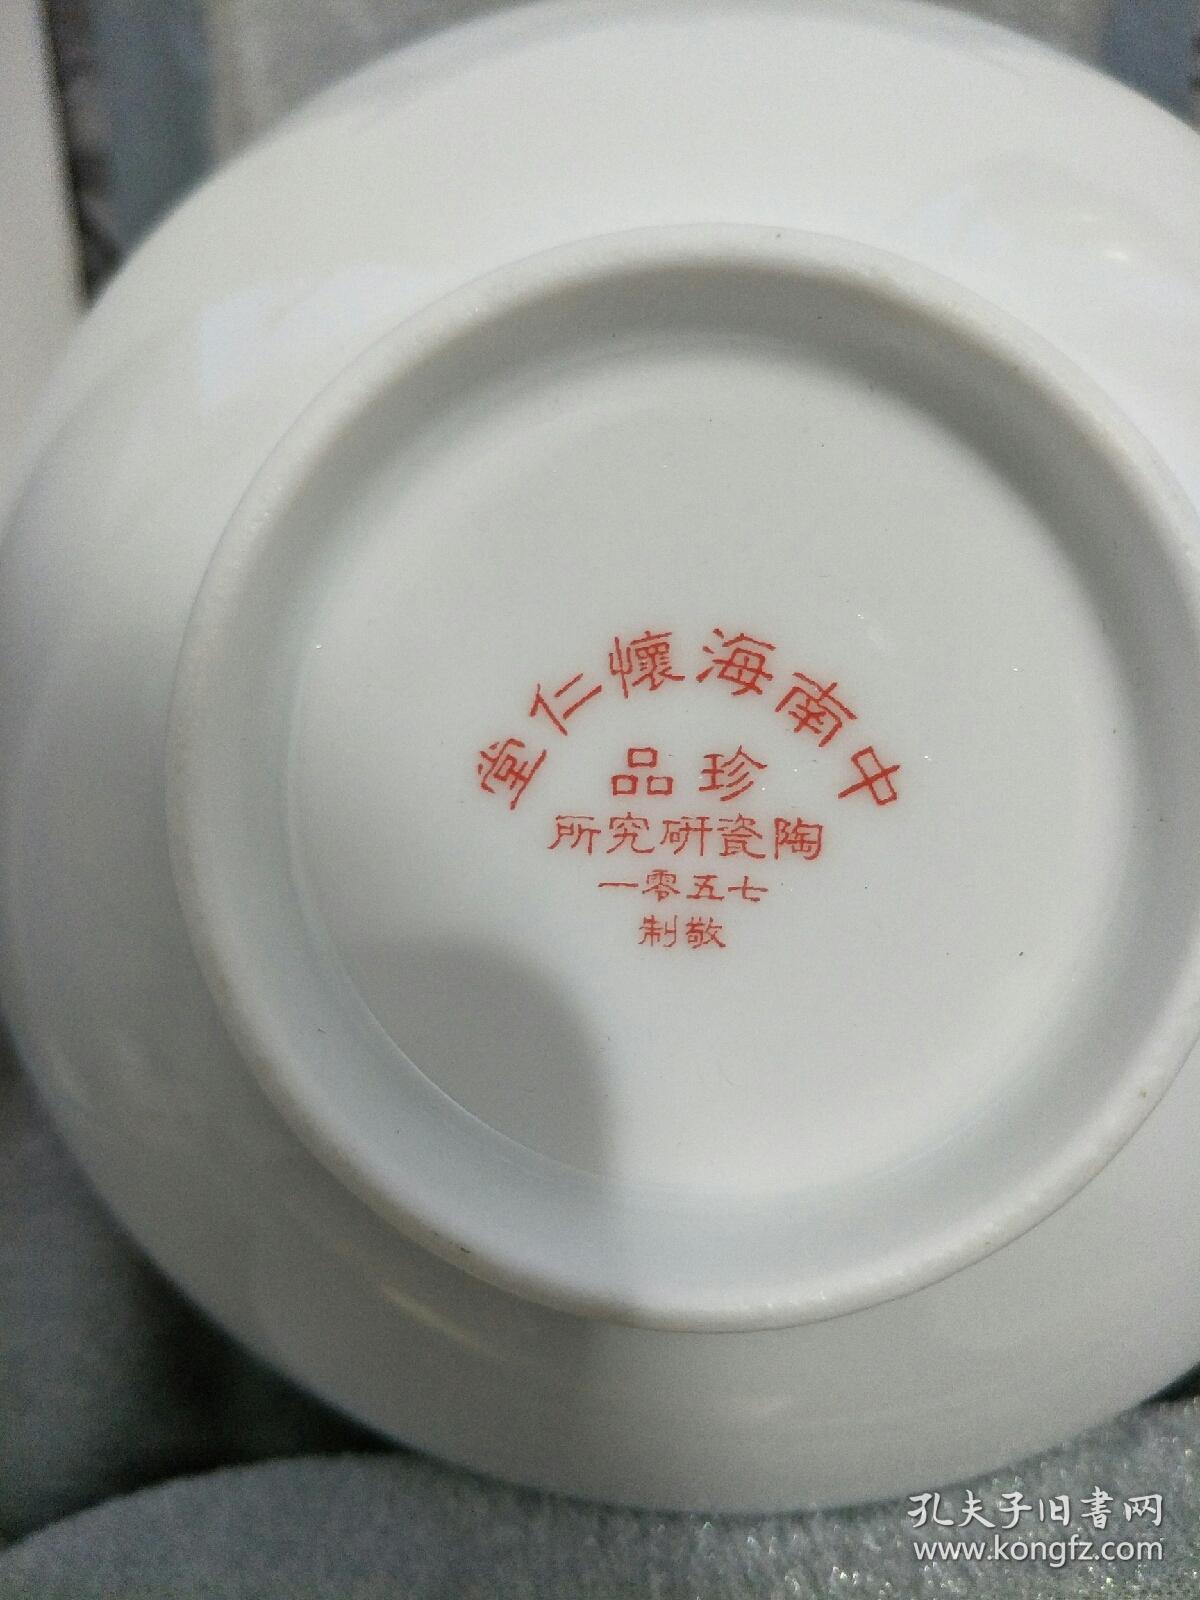 中南海懷仁堂
珍品
陶瓷研究所
七五零一
敬制
孔夫子旧書网
www.kongfz.com